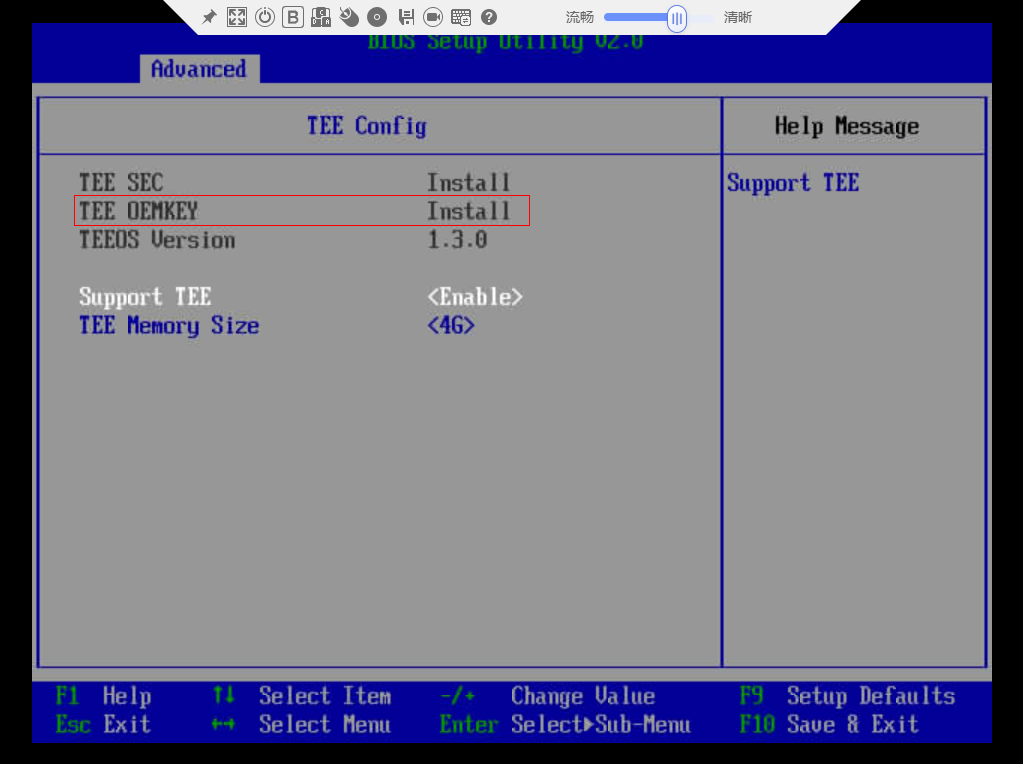 流畅 清晰
BIOS Setup Utility V2.0
Advanced
TEE Config
Help Message
TEE SEC Install
TEE OEMKEY Install
TEEOS Version 1.3.0
Support TEE <Enable>
TEE Memory Size <4G>
Support TEE
F1 Help ↑↓ Select Item -/+ Change Value F9 Setup Defaults
Esc Exit ←→ Select Menu Enter Select▶Sub-Menu F10 Save & Exit